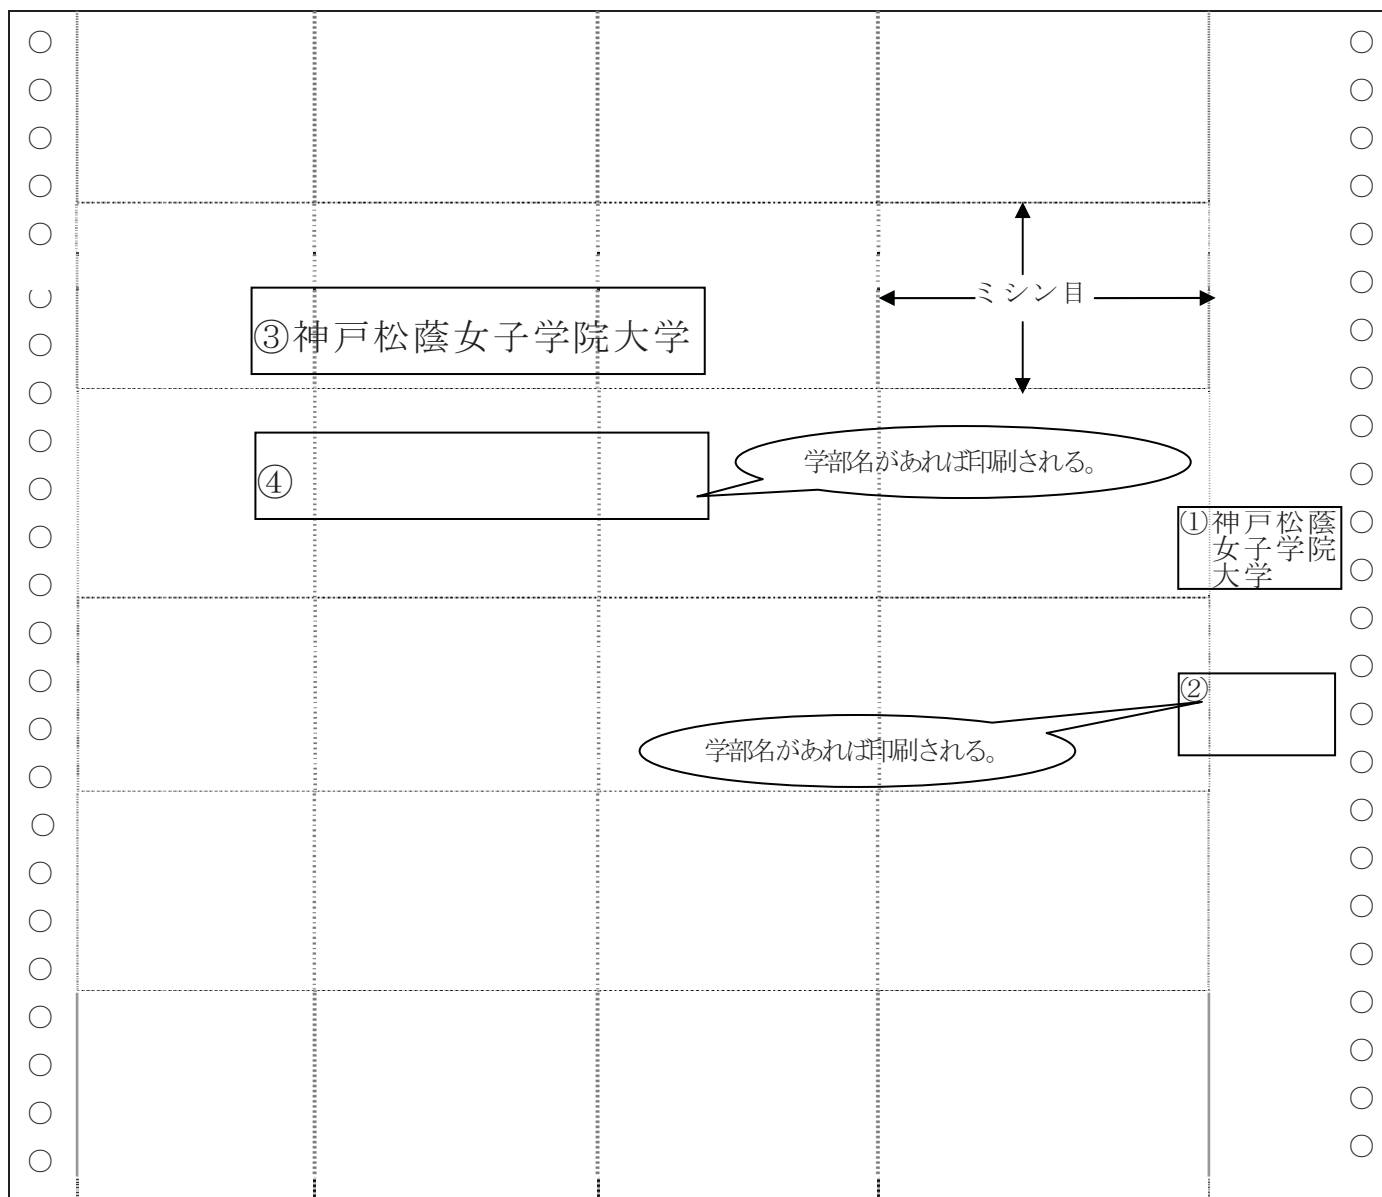 ミシン目
③神戸松蔭女子学院大学
④
学部名があれば印刷される。
①神戸松蔭
女子学院
大学
②
学部名があれば印刷される。